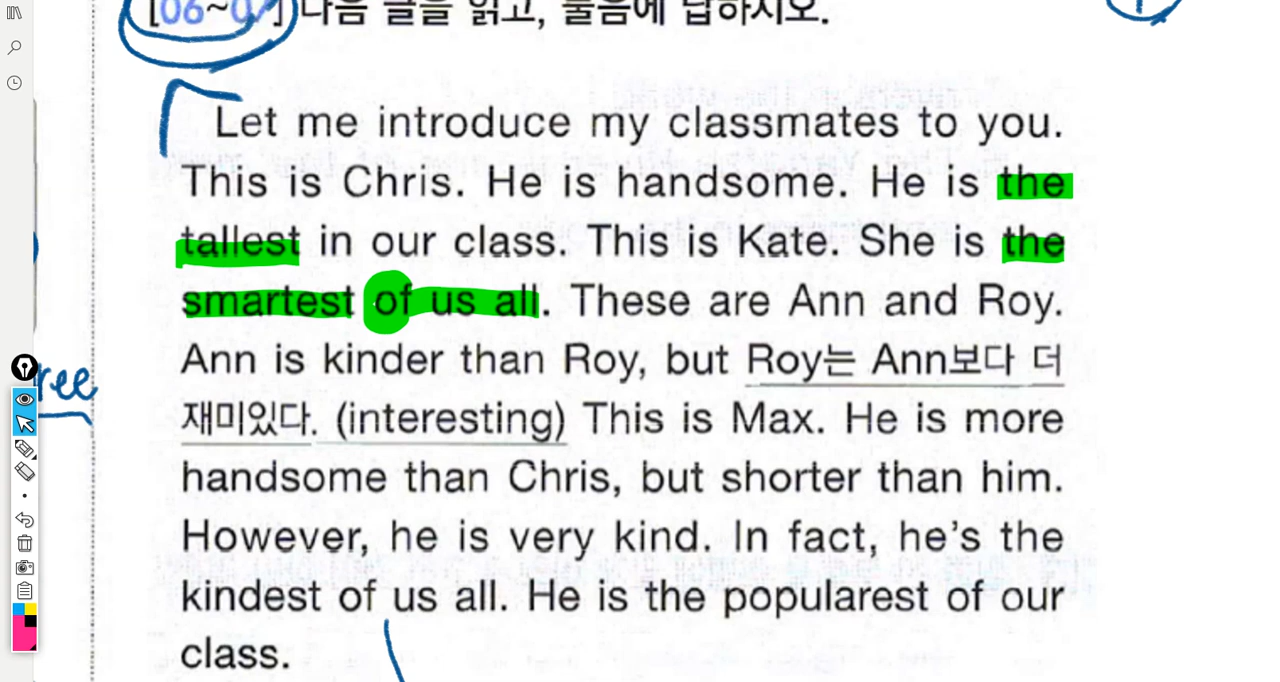 [06~07] 다음 글을 읽고, 물음에 답하시오.
Let me introduce my classmates to you.
This is Chris. He is handsome. He is the
tallest in our class. This is Kate. She is the
smartest of us all. These are Ann and Roy.
Ann is kinder than Roy, but Roy는 Ann보다 더
ree
재미있다. (interesting) This is Max. He is more
handsome than Chris, but shorter than him.
However, he is very kind. In fact, he's the
kindest of us all. He is the popularest of our
class.